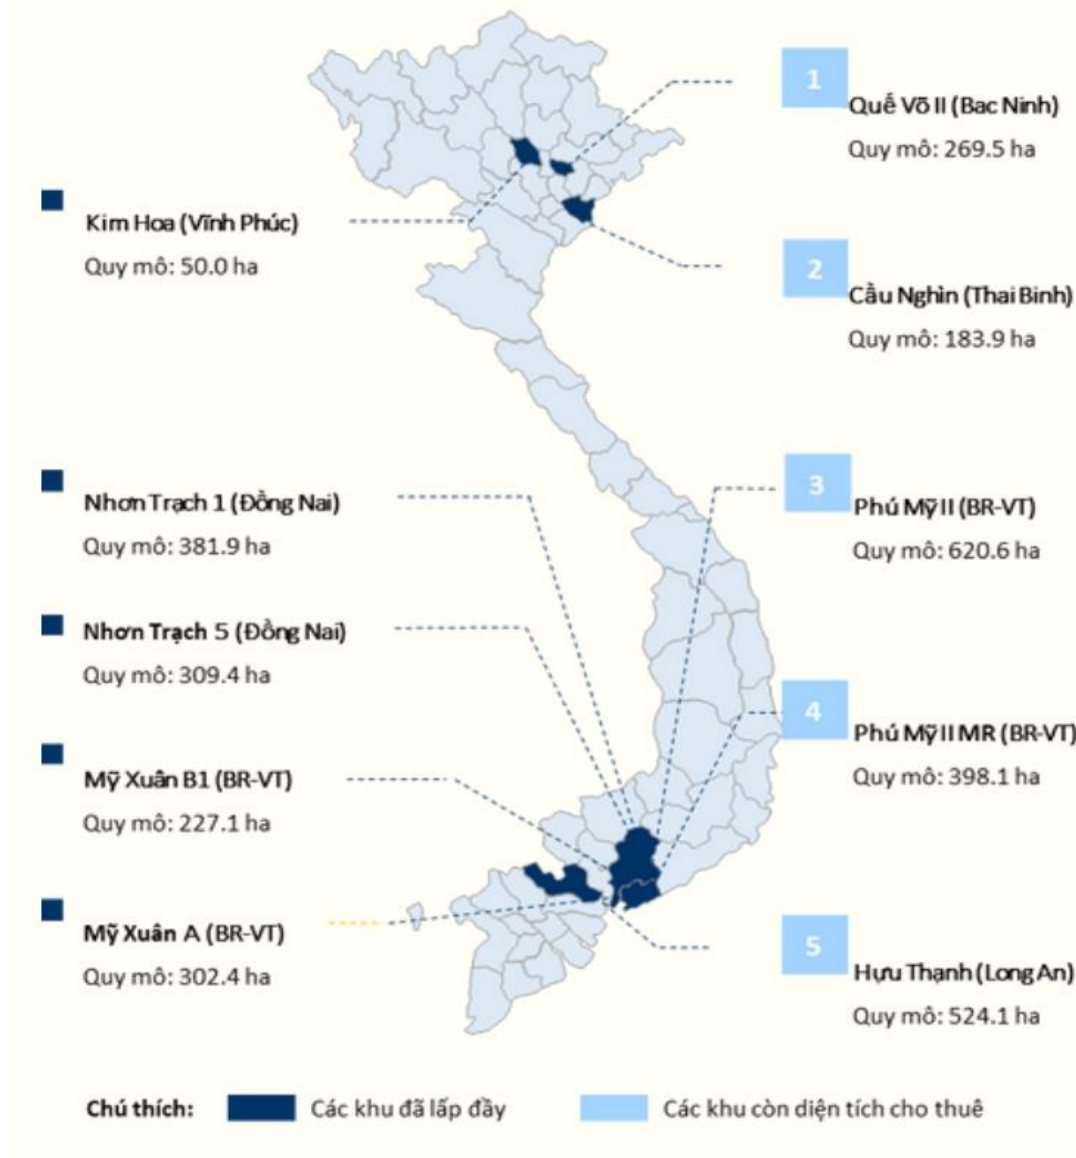 1
Quế Võ II (Bac Ninh)
Quy mô: 269.5 ha
Kim Hoa (Vĩnh Phúc)
Quy mô: 50.0 ha
2
Cầu Nghìn (Thai Binh)
Quy mô: 183.9 ha
3
Phú Mỹ II (BR-VT)
Quy mô: 620.6 ha
Nhơn Trạch 1 (Đồng Nai)
Quy mô: 381.9 ha
Nhơn Trạch 5 (Đồng Nai)
Quy mô: 309.4 ha
4
Phú Mỹ II MR (BR-VT)
Quy mô: 398.1 ha
Mỹ Xuân B1 (BR-VT)
Quy mô: 227.1 ha
Mỹ Xuân A (BR-VT)
Quy mô: 302.4 ha
5
Hựu Thạnh (Long An)
Quy mô: 524.1 ha
Chú thích: Các khu đã lấp đầy Các khu còn diện tích cho thuê